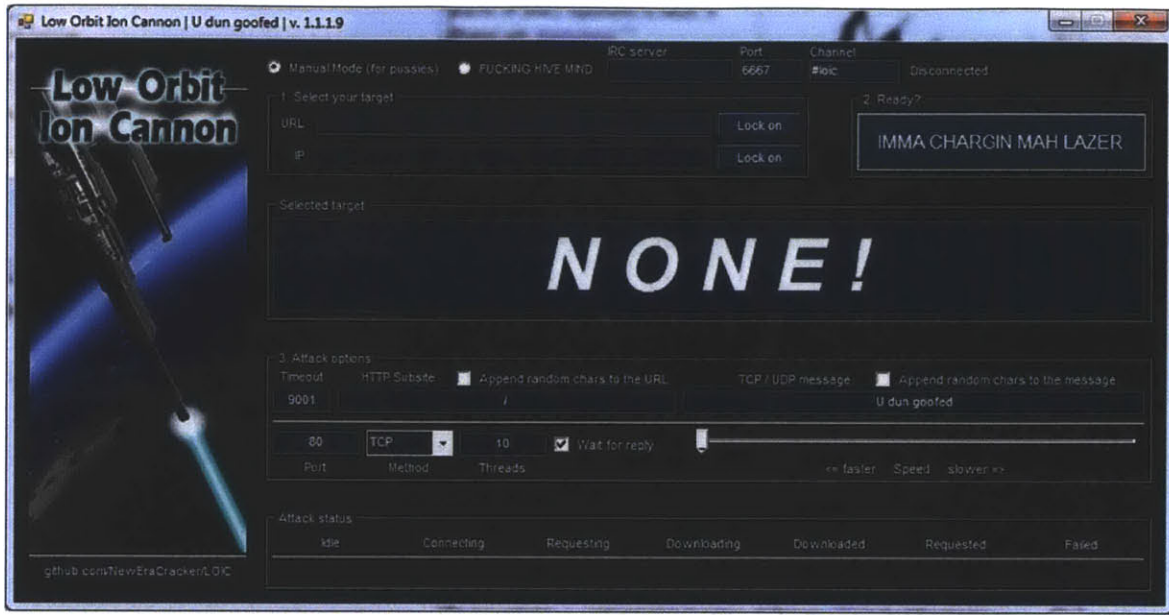 Low Orbit Ion Cannon | U dun goofed | v. 1.1.1.9
Low Orbit
Ion Cannon
Manual Mode (for pussies)
FUCKING HIVE MIND
IRC server
Port
Channel
6667
#loic
Disconnected
1. Select your target
URL
Lock on
IP
Lock on
2. Ready?
IMMA CHARGIN MAH LAZER
Selected target
NONE!
3. Attack options
Timeout
HTTP Subsite
Append random chars to the URL
TCP / UDP message
Append random chars to the message
9001
/
U dun goofed
80
TCP
10
Wait for reply
Port
Method
Threads
<= faster Speed slower =>
Attack status
Idle
Connecting
Requesting
Downloading
Downloaded
Requested
Failed
github.com/NewEraCracker/LOIC